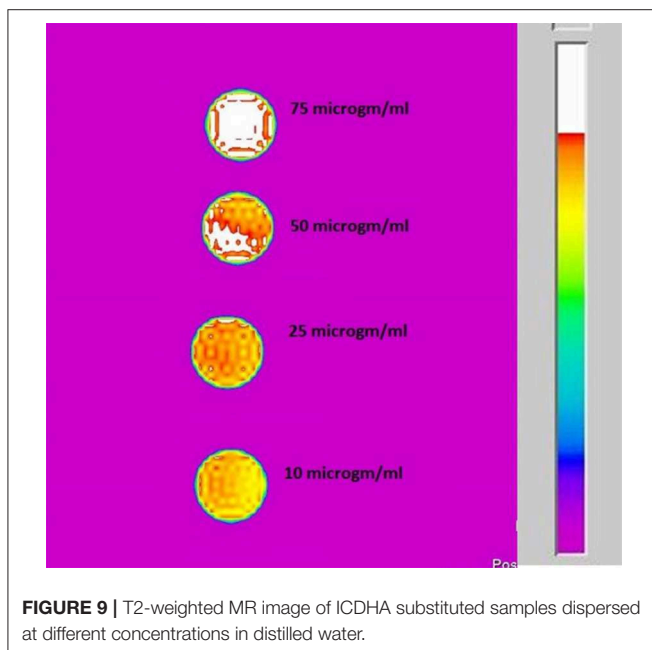 75 microgm/ml
50 microgm/ml
25 microgm/ml
10 microgm/ml
Pos
FIGURE 9 | T2-weighted MR image of ICDHA substituted samples dispersed
at different concentrations in distilled water.